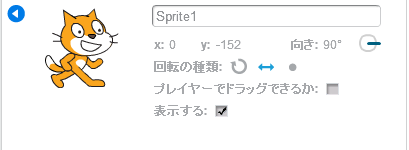 Sprite1
x: 0 y: -152 向き: 90°
回転の種類:
プレイヤーでドラッグできるか:
表示する: